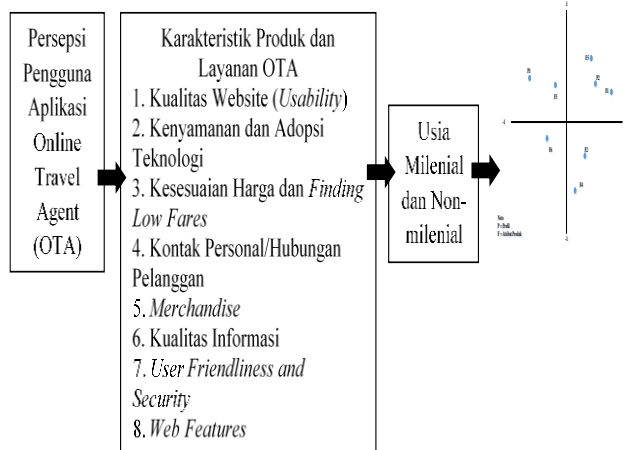 Persepsi
Pengguna
Aplikasi
Online
Travel
Agent
(OTA)
Karakteristik Produk dan
Layanan OTA
1. Kualitas Website (Usability)
2. Kenyamanan dan Adopsi
Teknologi
3. Kesesuaian Harga dan Finding
Low Fares
4. Kontak Personal/Hubungan
Pelanggan
5. Merchandise
6. Kualitas Informasi
7. User Friendliness and
Security
8. Web Features
Usia
Milenial
dan Non-
milenial